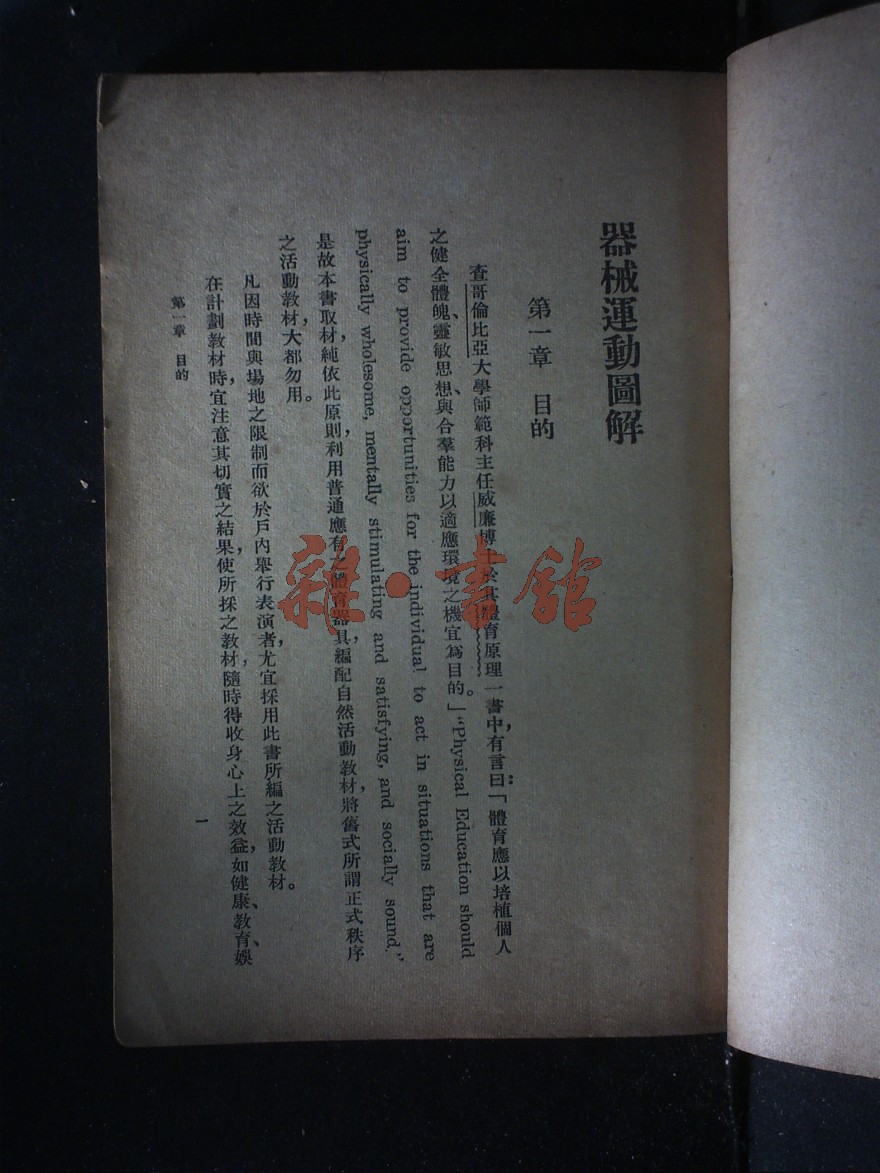 器械運動圖解
第一章　目的
查哥倫比亞大學師範科主任威廉博士於其體育原理一書中，有言曰：「體育應以培植個人
之健全體魄、靈敏思想、與合羣能力以適應環境之機宜爲目的。」“Physical Education should
aim to provide opportunities for the individual to act in situations that are
physically wholesome, mentally stimulating and satisfying, and socially sound.”
是故本書取材，純依此原則，利用普通應有之體育器具，編配自然活動教材，將舊式所謂正式秩序
之活動教材，大都勿用。
凡因時間與場地之限制而欲於戶內舉行表演者，尤宜採用此書所編之活動教材。
在計劃教材時，宜注意其切實之結果，使所採之教材，隨時得收身心上之效益，如健康、教育、娛
第一章　目的
一
雜·書館